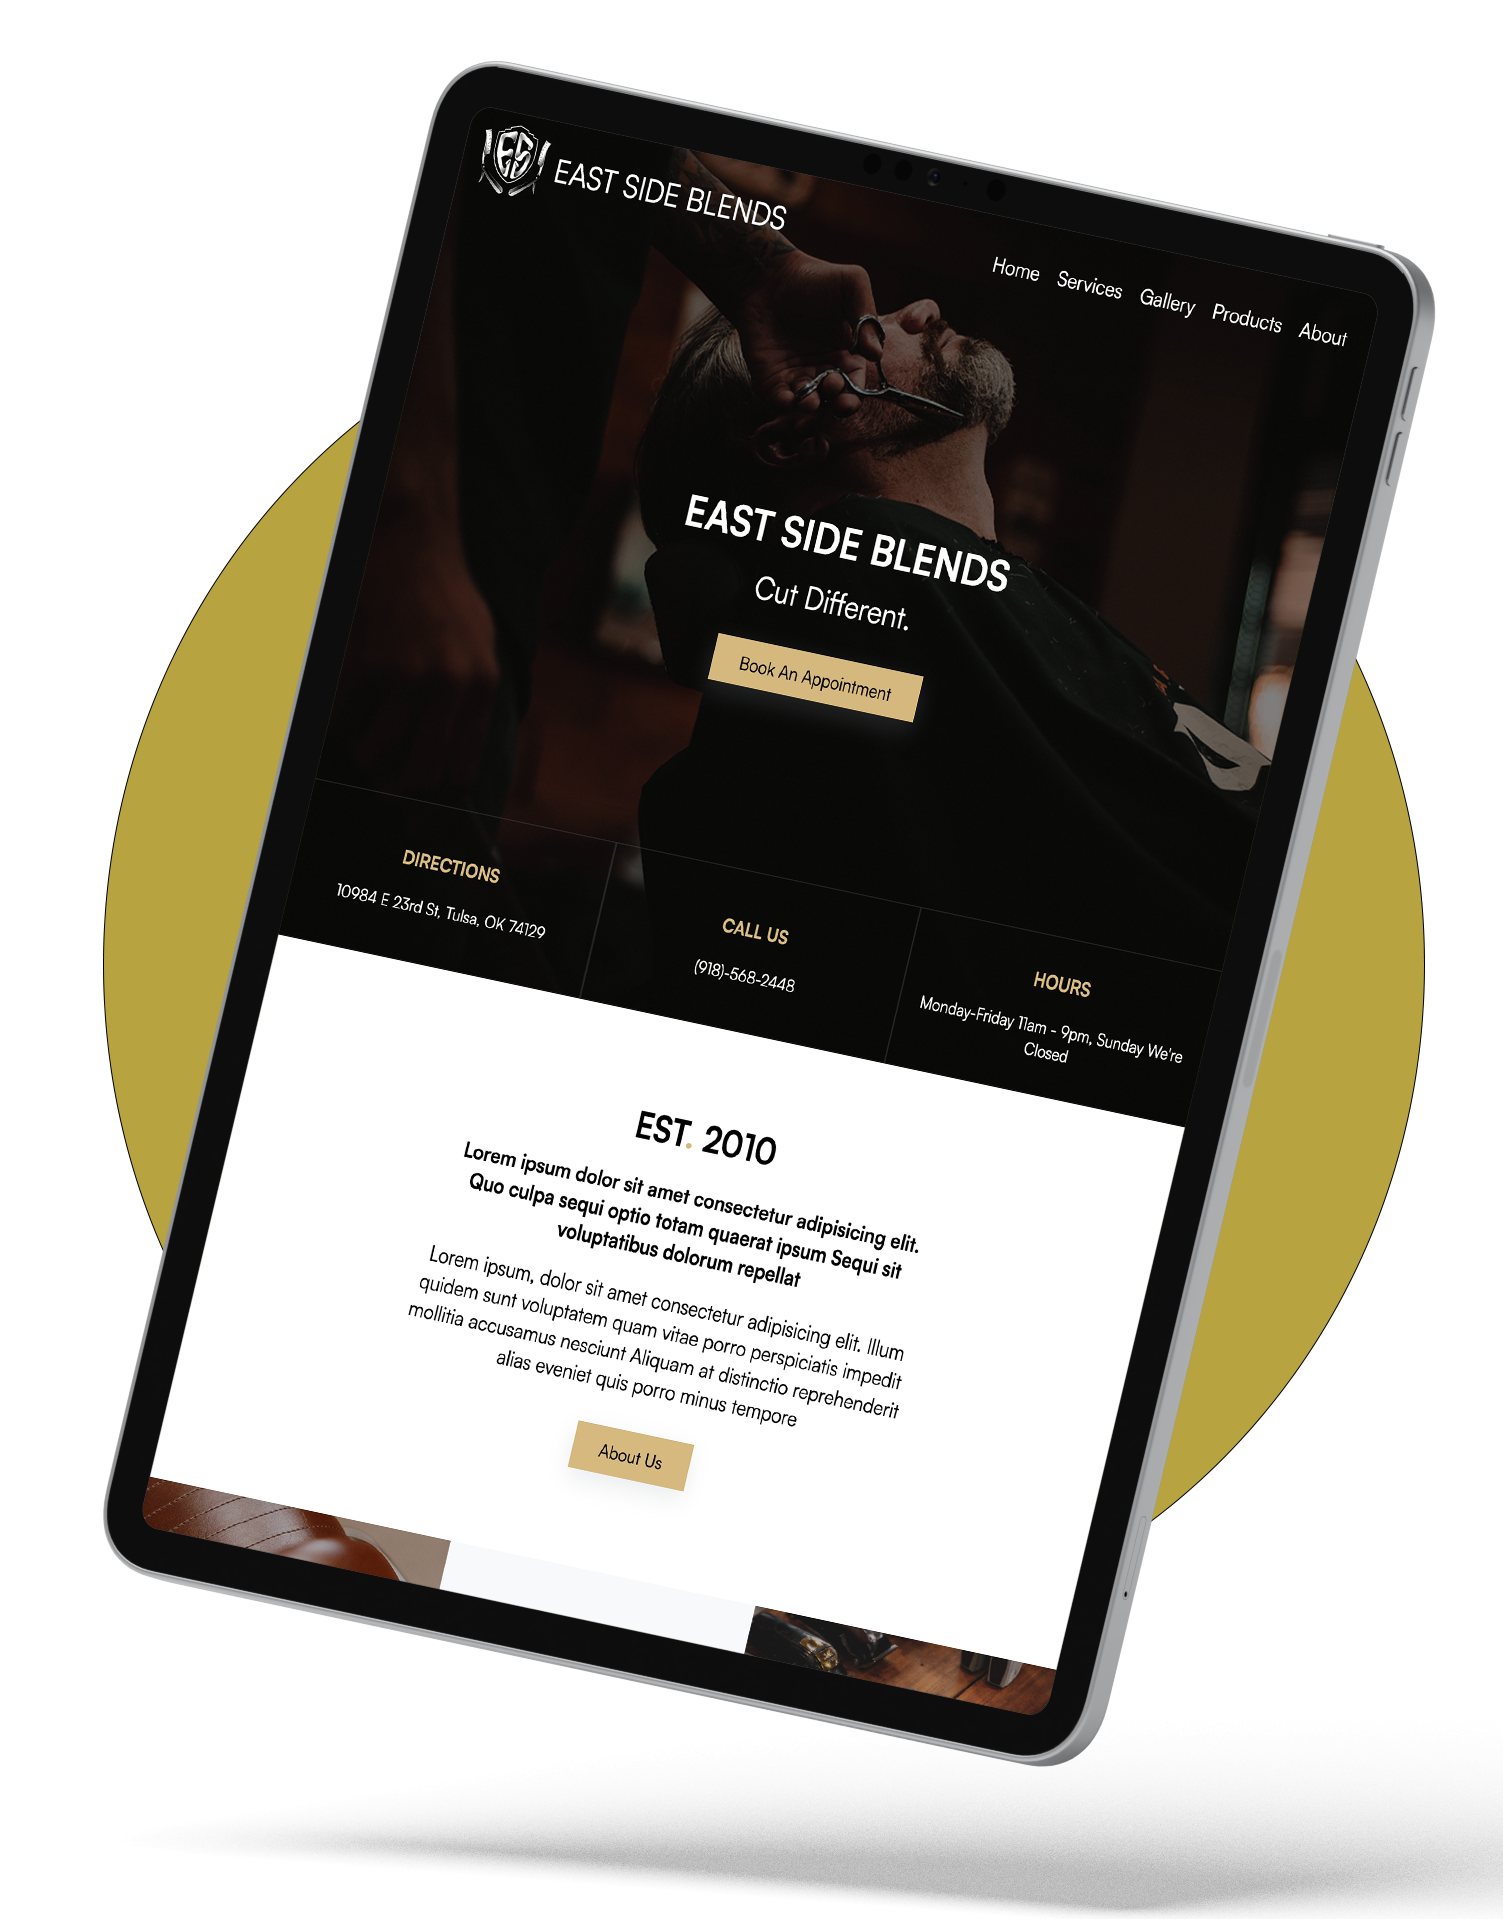 ES
EAST SIDE BLENDS
Home Services Gallery Products About
EAST SIDE BLENDS
Cut Different.
Book An Appointment
DIRECTIONS
10984 E 23rd St, Tulsa, OK 74129
CALL US
(918)-568-2448
HOURS
Monday-Friday 11am - 9pm, Sunday We're
Closed
EST. 2010
Lorem ipsum dolor sit amet consectetur adipisicing elit.
Quo culpa sequi optio totam quaerat ipsum Sequi sit
voluptatibus dolorum repellat
Lorem ipsum, dolor sit amet consectetur adipisicing elit. Illum
quidem sunt voluptatem quam vitae porro perspiciatis impedit
mollitia accusamus nesciunt Aliquam at distinctio reprehenderit
alias eveniet quis porro minus tempore
About Us